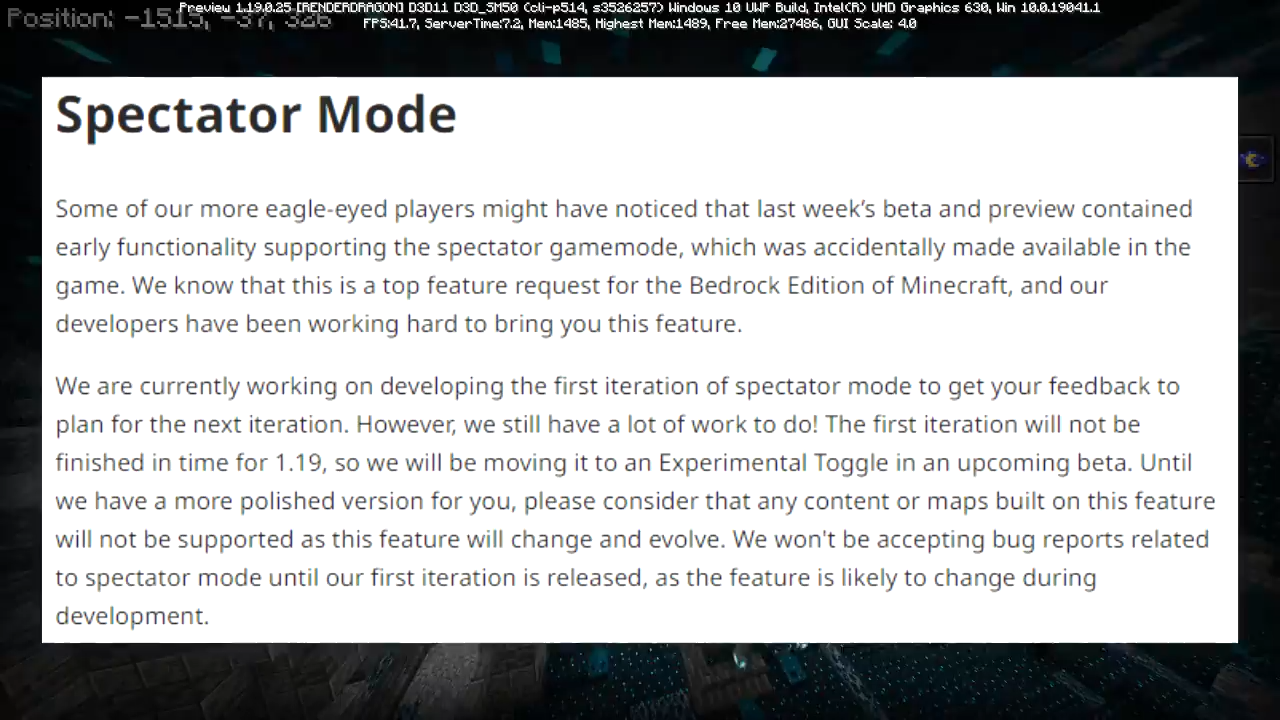 Preview 1.19.0.25 [RENDERDRAGON] D3D11 D3D_SM50 (cli-p514, s3526257) Windows 10 UWP Build, Intel(R) UHD Graphics 630, Win 10.0.19041.1
Position: -1515, -37, 326
FPS:41.7, ServerTime:7.2, Mem:1485, Highest Mem:1489, Free Mem:27486, GUI Scale: 4.0
Spectator Mode
Some of our more eagle-eyed players might have noticed that last week’s beta and preview contained
early functionality supporting the spectator gamemode, which was accidentally made available in the
game. We know that this is a top feature request for the Bedrock Edition of Minecraft, and our
developers have been working hard to bring you this feature.
We are currently working on developing the first iteration of spectator mode to get your feedback to
plan for the next iteration. However, we still have a lot of work to do! The first iteration will not be
finished in time for 1.19, so we will be moving it to an Experimental Toggle in an upcoming beta. Until
we have a more polished version for you, please consider that any content or maps built on this feature
will not be supported as this feature will change and evolve. We won't be accepting bug reports related
to spectator mode until our first iteration is released, as the feature is likely to change during
development.